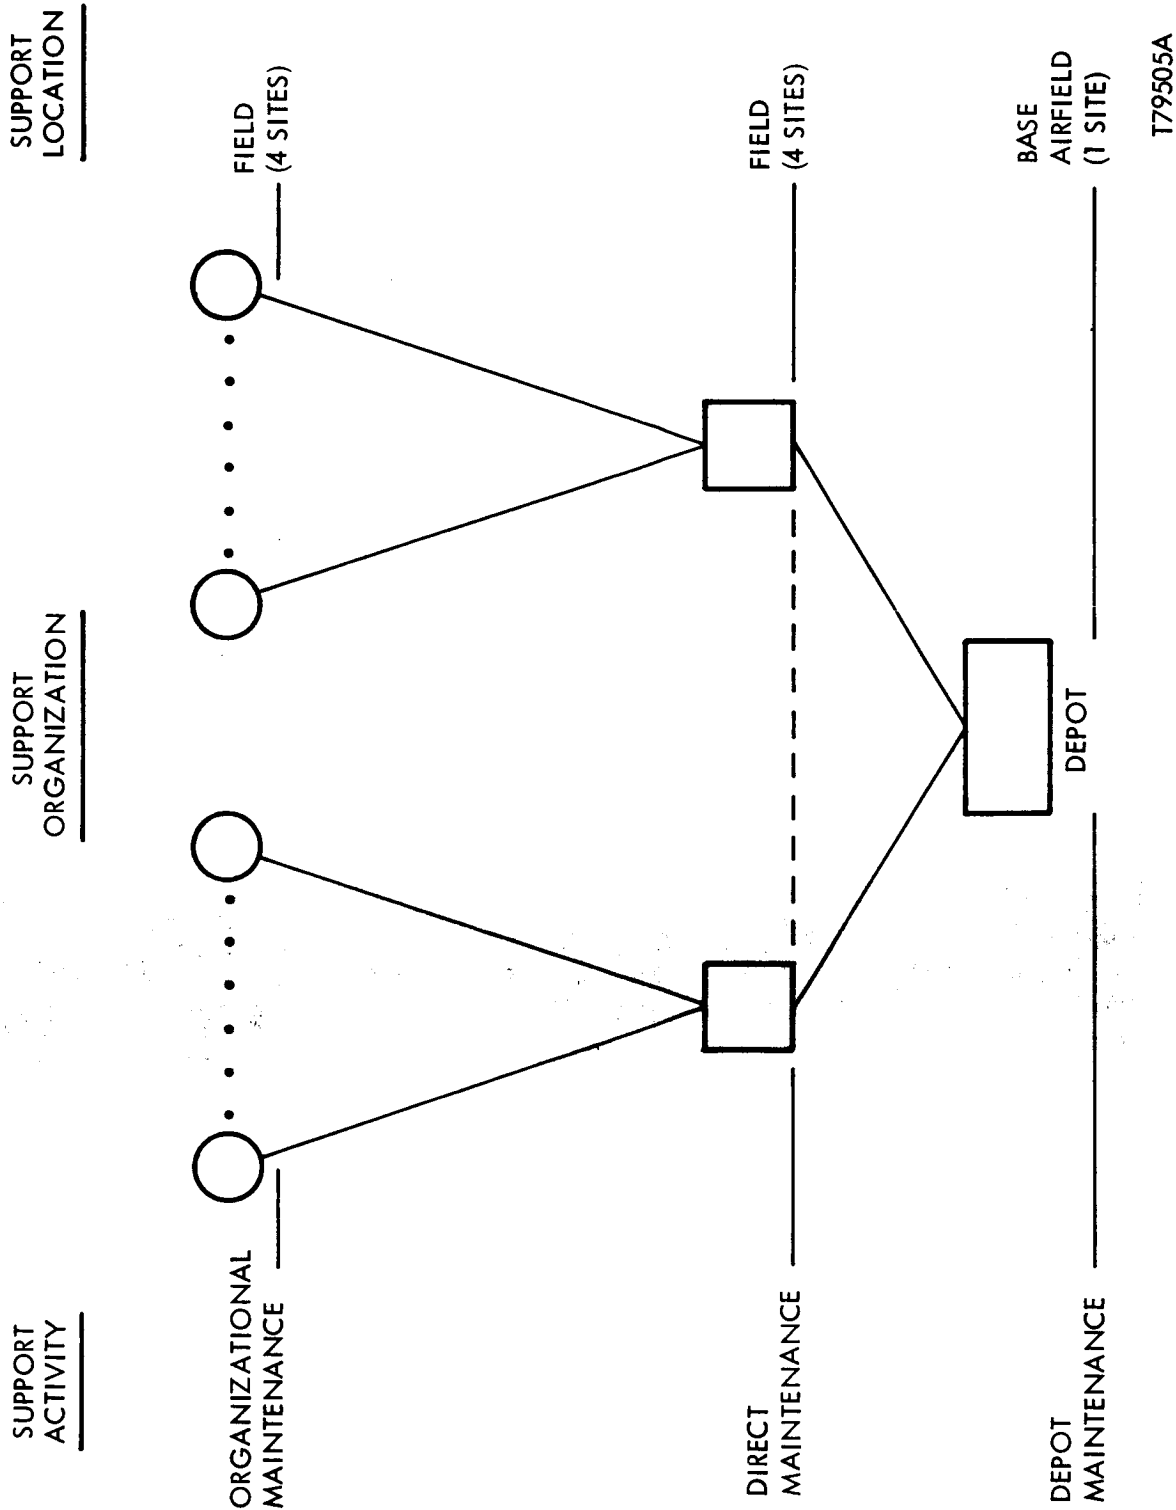 SUPPORT
ACTIVITY
SUPPORT
ORGANIZATION
SUPPORT
LOCATION
ORGANIZATIONAL
MAINTENANCE
FIELD
(4 SITES)
DIRECT
MAINTENANCE
FIELD
(4 SITES)
DEPOT
MAINTENANCE
DEPOT
BASE
AIRFIELD
(1 SITE)
T79505A